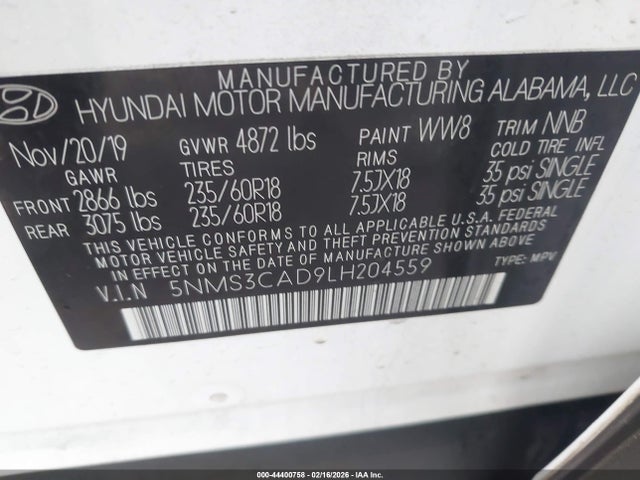 MANUFACTURED BY
HYUNDAI MOTOR MANUFACTURING ALABAMA, LLC
Nov/20/19 GVWR 4872 lbs PAINT WW8 TRIM NNB
GAWR TIRES RIMS COLD TIRE INFL
FRONT 2866 lbs 235/60R18 7.5JX18 35 psi SINGLE
REAR 3075 lbs 235/60R18 7.5JX18 35 psi SINGLE
THIS VEHICLE CONFORMS TO ALL APPLICABLE U.S.A. FEDERAL
MOTOR VEHICLE SAFETY AND THEFT PREVENTION STANDARDS
IN EFFECT ON THE DATE OF MANUFACTURE SHOWN ABOVE.
V.I.N 5NMS3CAD9LH204559 TYPE: MPV
000-44400758 - 02/16/2026 - IAA Inc.